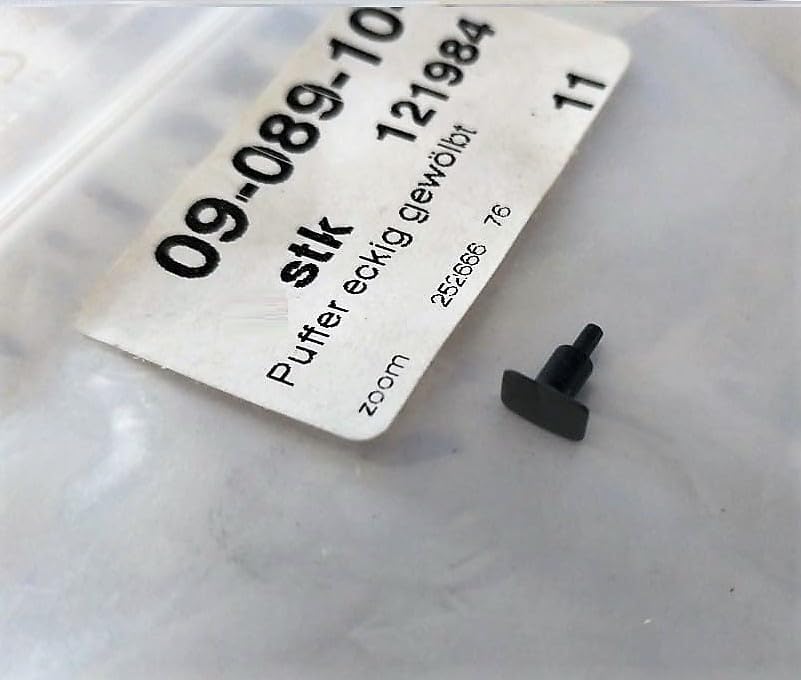 09-089-10
121984
11
stk
Puffer eckig gewölbt
252666 76
zoom